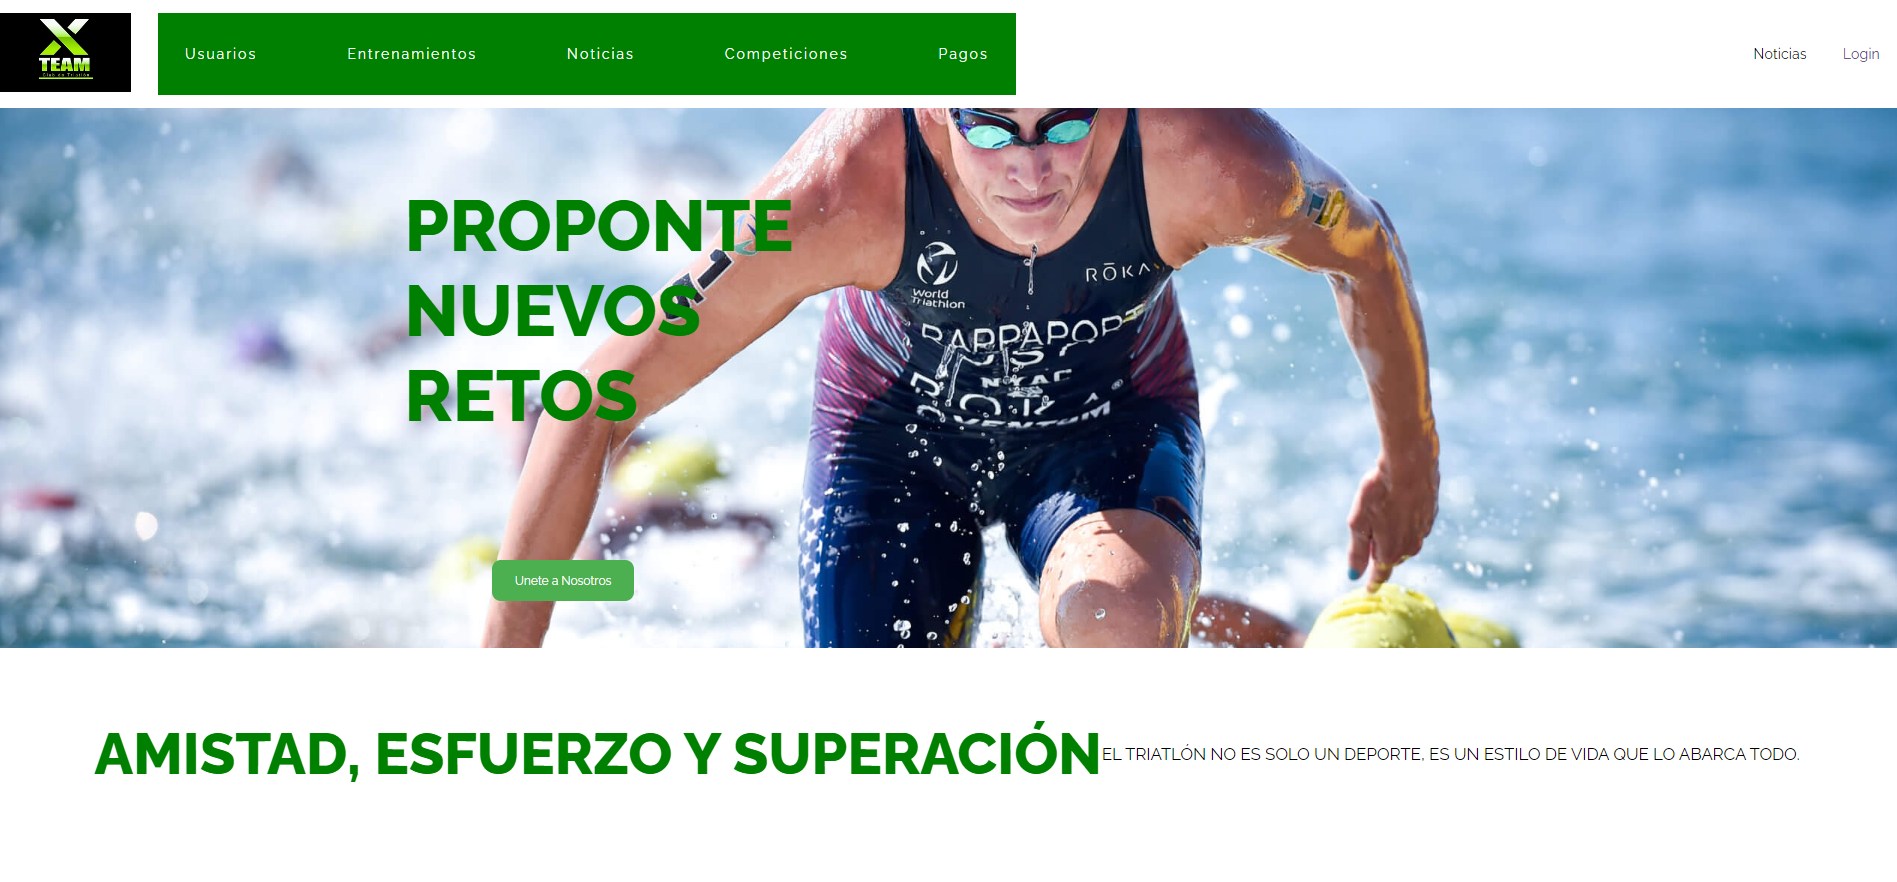 X
TEAM
Club de Triatlón
Usuarios
Entrenamientos
Noticias
Competiciones
Pagos
Noticias
Login
PROPONTE
NUEVOS
RETOS
World
Triathlon
RŌKA
RAPPAPORT
NYAC
Unete a Nosotros
AMISTAD, ESFUERZO Y SUPERACIÓN
EL TRIATLÓN NO ES SOLO UN DEPORTE, ES UN ESTILO DE VIDA QUE LO ABARCA TODO.